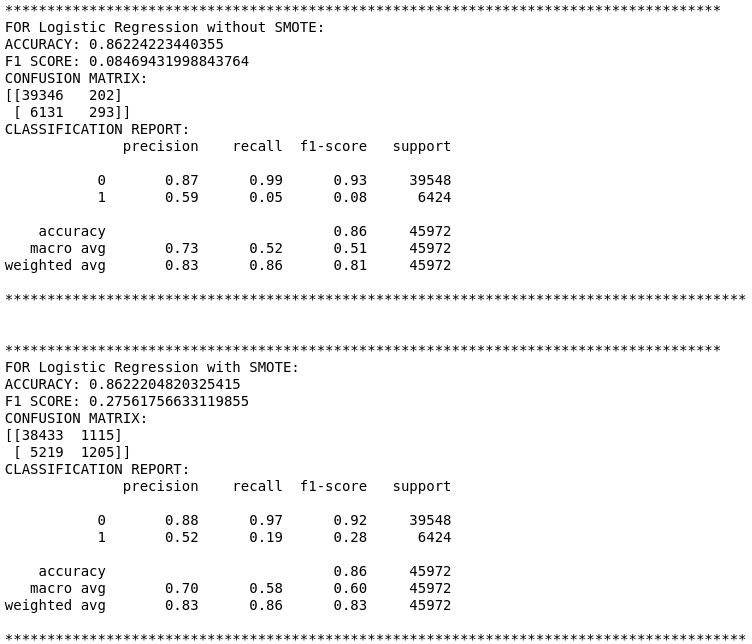 *************************************************************************************
FOR Logistic Regression without SMOTE:
ACCURACY: 0.86224223440355
F1 SCORE: 0.08469431998843764
CONFUSION MATRIX:
[[39346   202]
 [ 6131   293]]
CLASSIFICATION REPORT:
              precision    recall  f1-score   support

           0       0.87      0.99      0.93     39548
           1       0.59      0.05      0.08      6424

    accuracy                           0.86     45972
   macro avg       0.73      0.52      0.51     45972
weighted avg       0.83      0.86      0.81     45972

****************************************************************************************

*************************************************************************************
FOR Logistic Regression with SMOTE:
ACCURACY: 0.8622204820325415
F1 SCORE: 0.27561756633119855
CONFUSION MATRIX:
[[38433  1115]
 [ 5219  1205]]
CLASSIFICATION REPORT:
              precision    recall  f1-score   support

           0       0.88      0.97      0.92     39548
           1       0.52      0.19      0.28      6424

    accuracy                           0.86     45972
   macro avg       0.70      0.58      0.60     45972
weighted avg       0.83      0.86      0.83     45972

****************************************************************************************